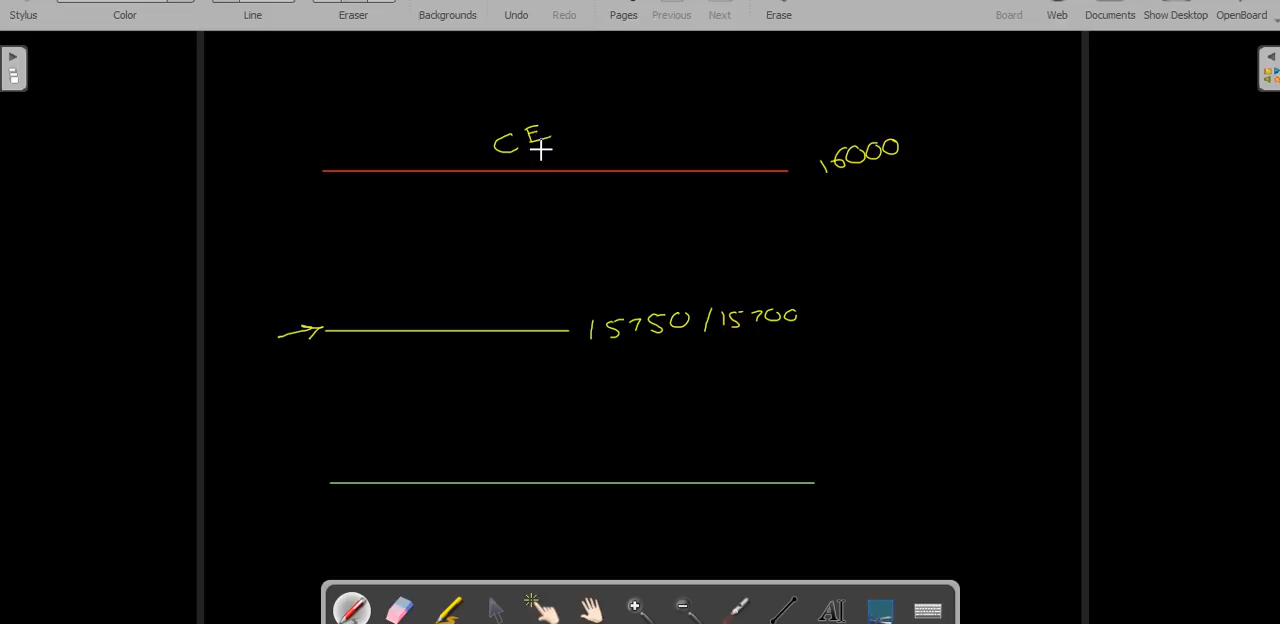 Stylus Color Line Eraser Backgrounds Undo Redo Pages Previous Next Erase Board Web Documents Show Desktop OpenBoard
CE
16000
15750/15700
AI